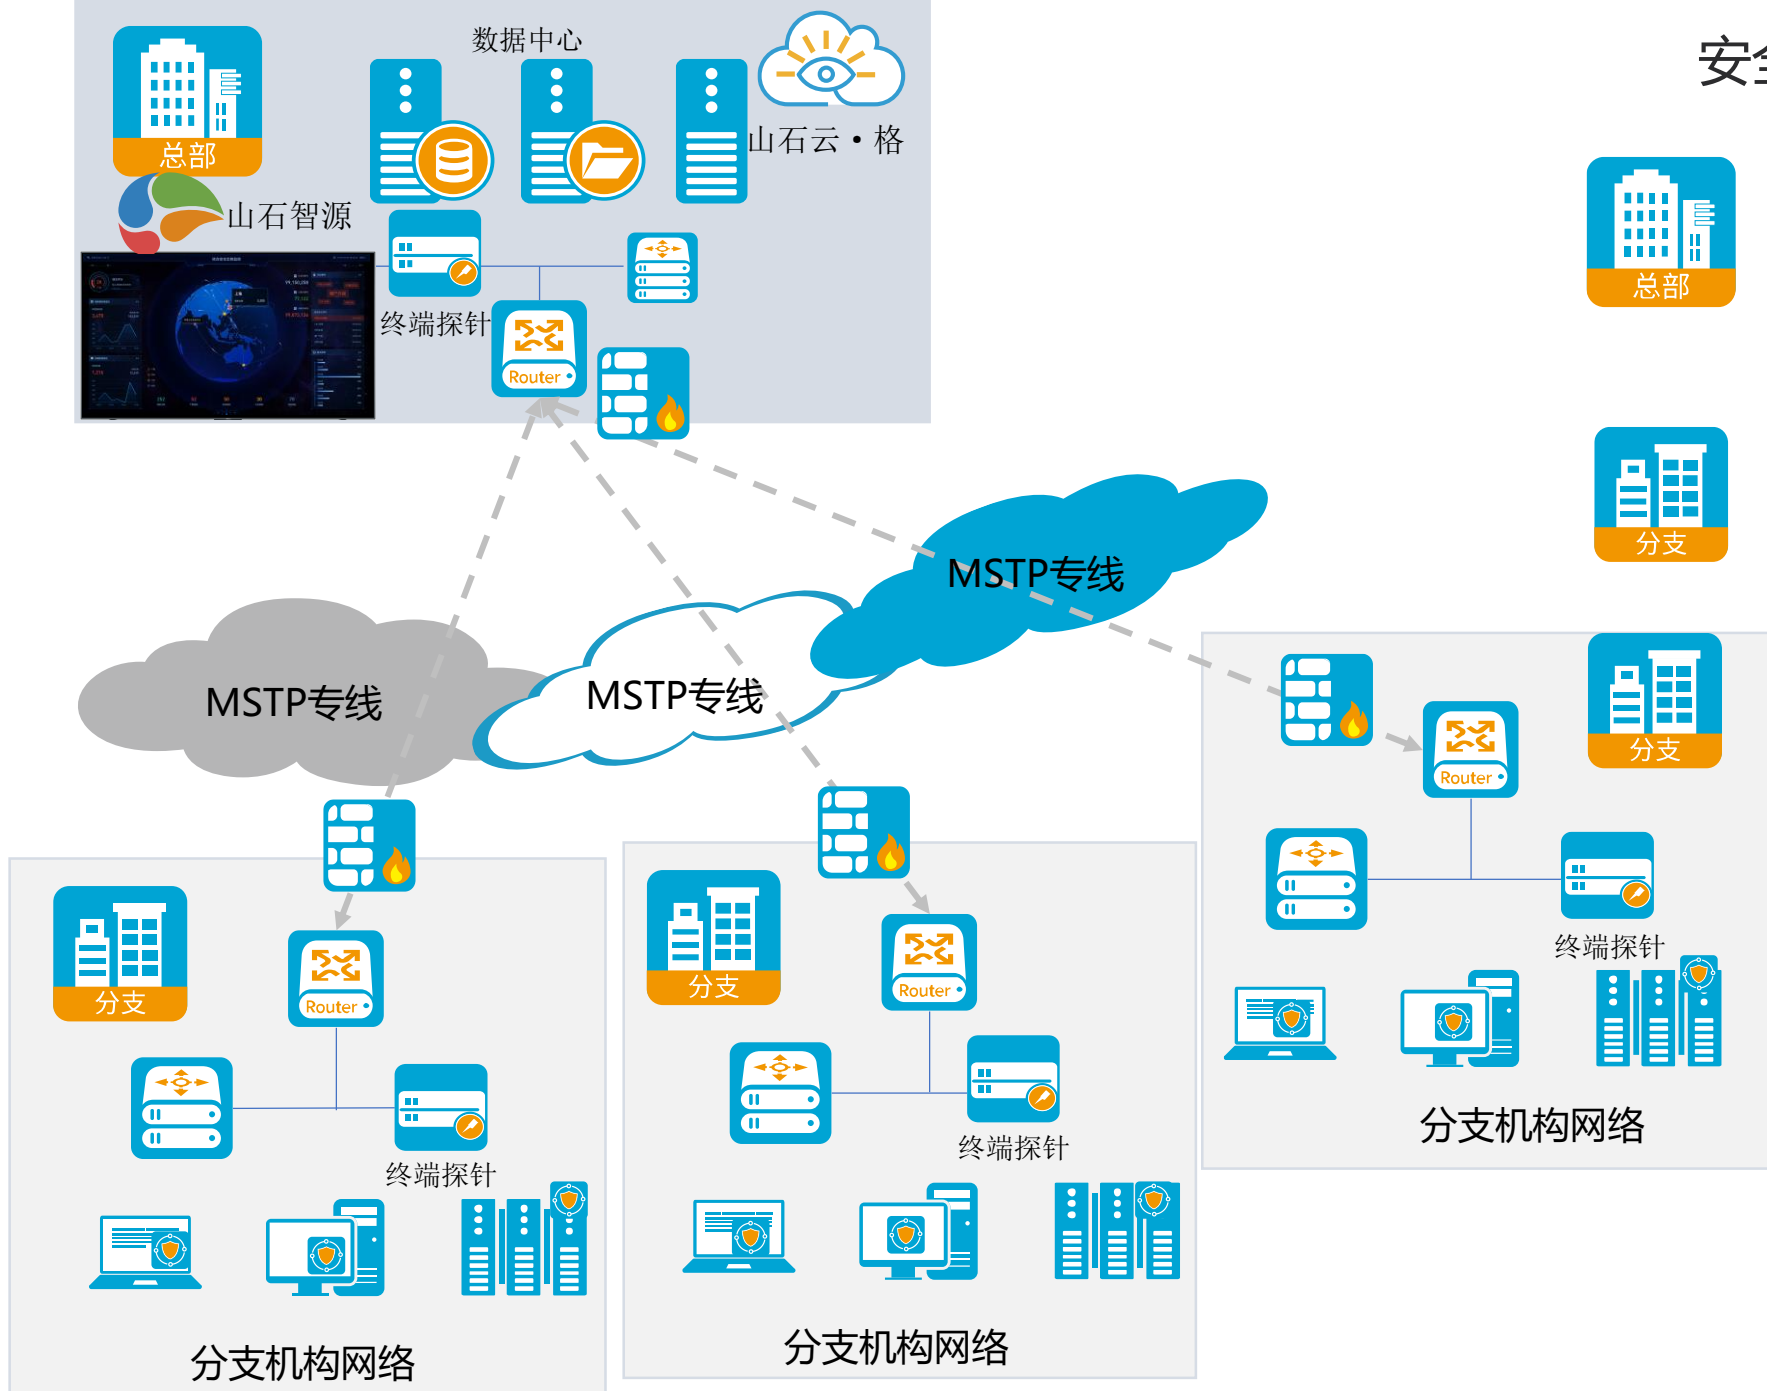 数据中心
安
总部
山石云·格
山石智源
总部
终端探针
Router
分支
MSTP专线
MSTP专线
MSTP专线
分支
Router
终端探针
分支
分支
Router
Router
分支机构网络
终端探针
终端探针
分支机构网络
分支机构网络